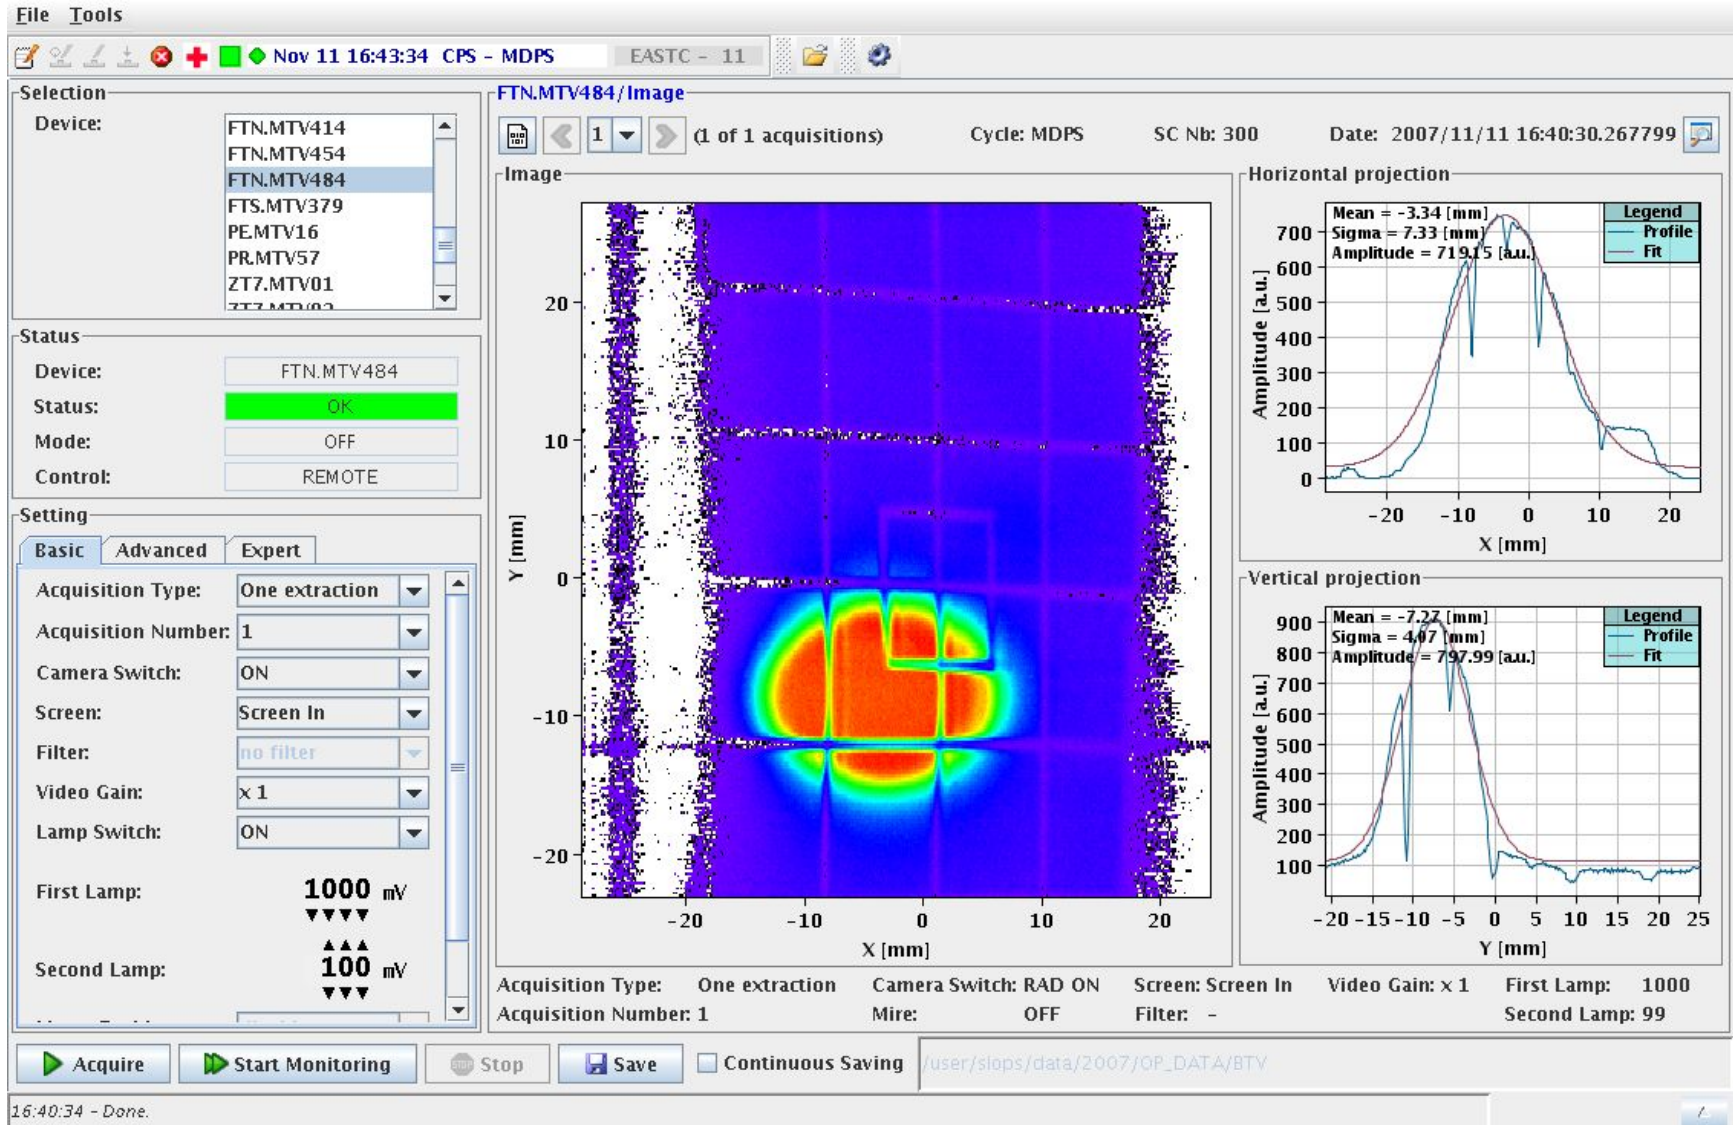 File Tools
Nov 11 16:43:34 CPS - MDPS EASTC - 11
Selection
Device:
FTN.MTV414
FTN.MTV454
FTN.MTV484
FTS.MTV379
PE.MTV16
PR.MTV57
ZT7.MTV01
Status
Device: FTN.MTV484
Status: OK
Mode: OFF
Control: REMOTE
Setting
Basic Advanced Expert
Acquisition Type: One extraction
Acquisition Number: 1
Camera Switch: ON
Screen: Screen In
Filter: no filter
Video Gain: x 1
Lamp Switch: ON
First Lamp: 1000 mV
Second Lamp: 100 mV
FTN.MTV484/Image
1 (1 of 1 acquisitions) Cycle: MDPS SC Nb: 300 Date: 2007/11/11 16:40:30.267799
Image
20
10
0
-10
-20
Y [mm]
-20 -10 0 10 20
X [mm]
Horizontal projection
Mean = -3.34 [mm]
Sigma = 7.33 [mm]
Amplitude = 719.15 [a.u.]
Legend
Profile
Fit
700
600
500
400
300
200
100
0
Amplitude [a.u.]
-20 -10 0 10 20
X [mm]
Vertical projection
Mean = -7.27 [mm]
Sigma = 4.07 [mm]
Amplitude = 797.99 [a.u.]
Legend
Profile
Fit
900
800
700
600
500
400
300
200
100
Amplitude [a.u.]
-20 -15 -10 -5 0 5 10 15 20 25
Y [mm]
Acquisition Type: One extraction Camera Switch: RAD ON Screen: Screen In Video Gain: x 1 First Lamp: 1000
Acquisition Number: 1 Mire: OFF Filter: - Second Lamp: 99
Acquire Start Monitoring STOP Stop Save Continuous Saving /user/slops/data/2007/OP_DATA/BTV
16:40:34 - Done.